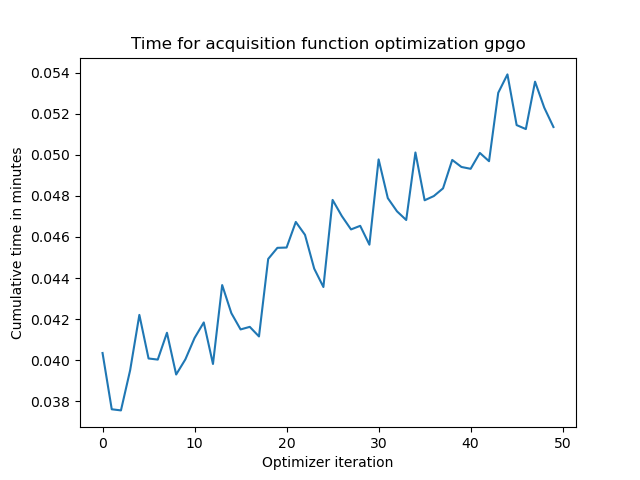 Time for acquisition function optimization gpgo
0.054
0.052
0.050
0.048
0.046
0.044
0.042
0.040
0.038
Cumulative time in minutes
0 10 20 30 40 50
Optimizer iteration